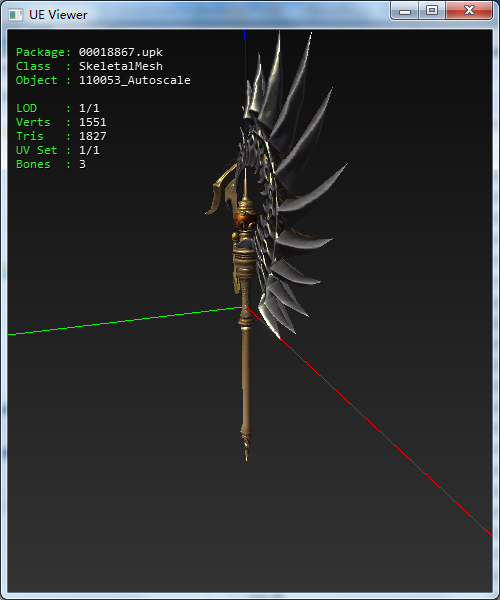 UE Viewer
Package: 00018867.upk
Class : SkeletalMesh
Object : 110053_Autoscale
LOD : 1/1
Verts : 1551
Tris : 1827
UV Set : 1/1
Bones : 3